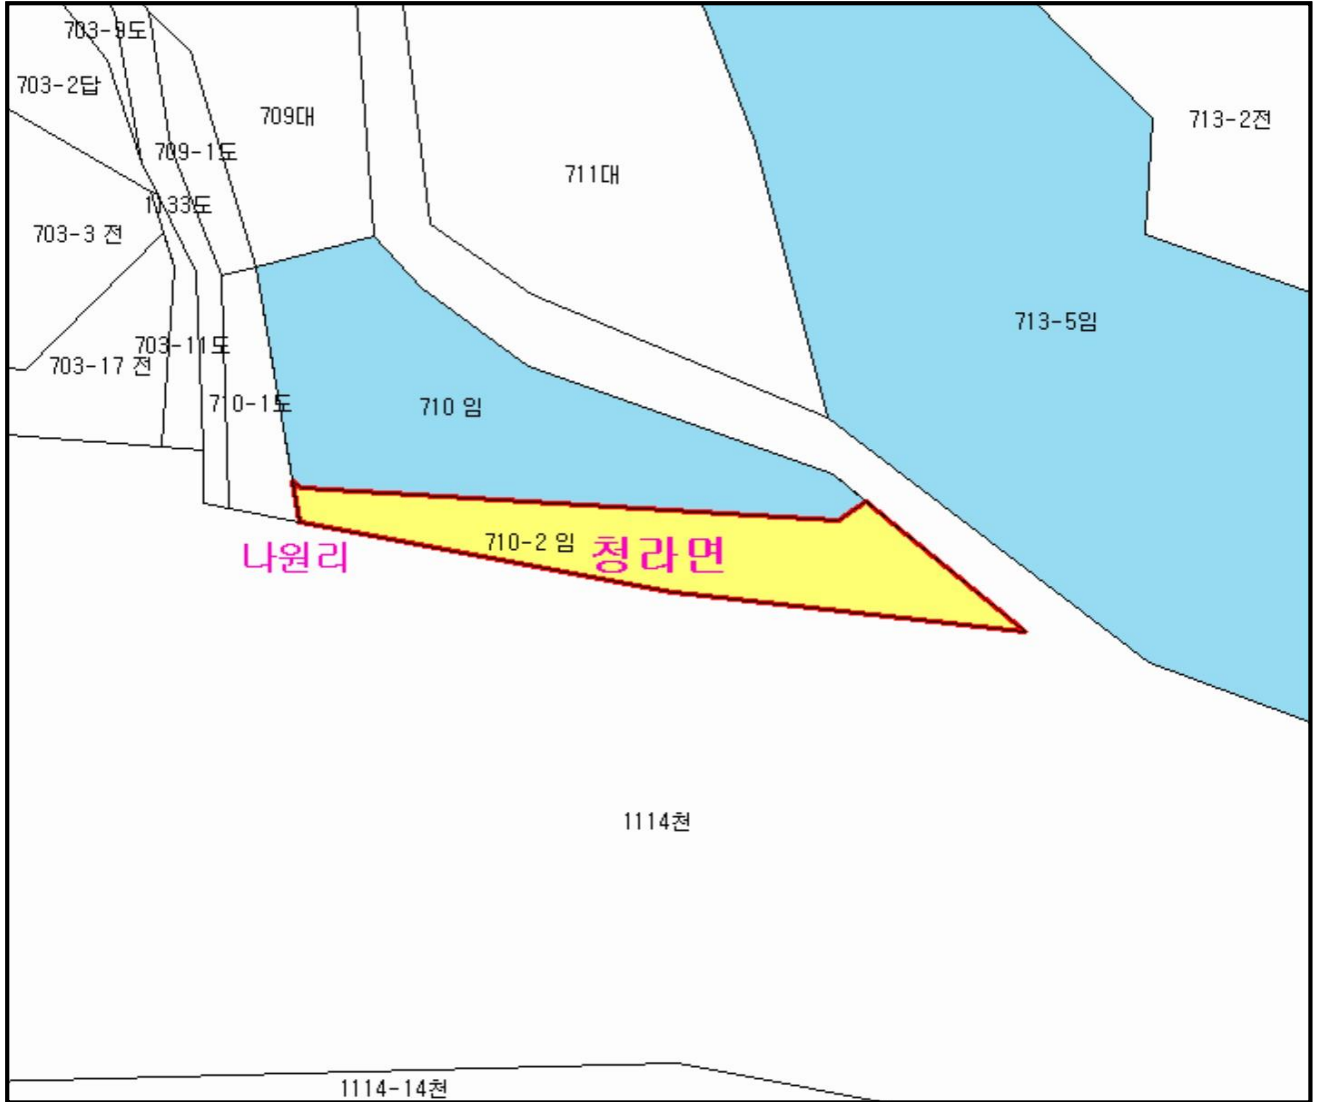 703-9도
703-2답
709대
713-2전
709-1도
711대
1133도
703-3 전
713-5임
703-11도
703-17 전
710-1도
710 임
710-2 임
청라면
나원리
1114천
1114-14천